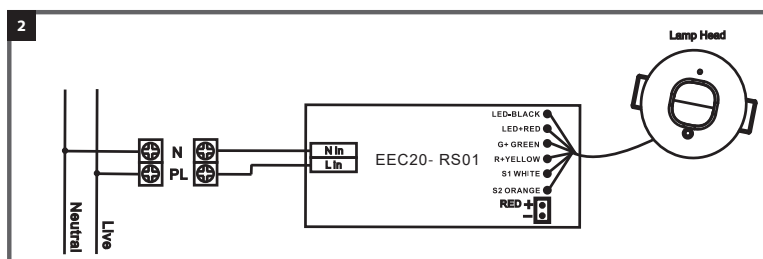 2
Lamp Head
LED-BLACK
LED+RED
G+ GREEN
R+YELLOW
S1 WHITE
S2 ORANGE
RED +
−
N In
L In
EEC20- RS01
N
PL
Neutral
Live